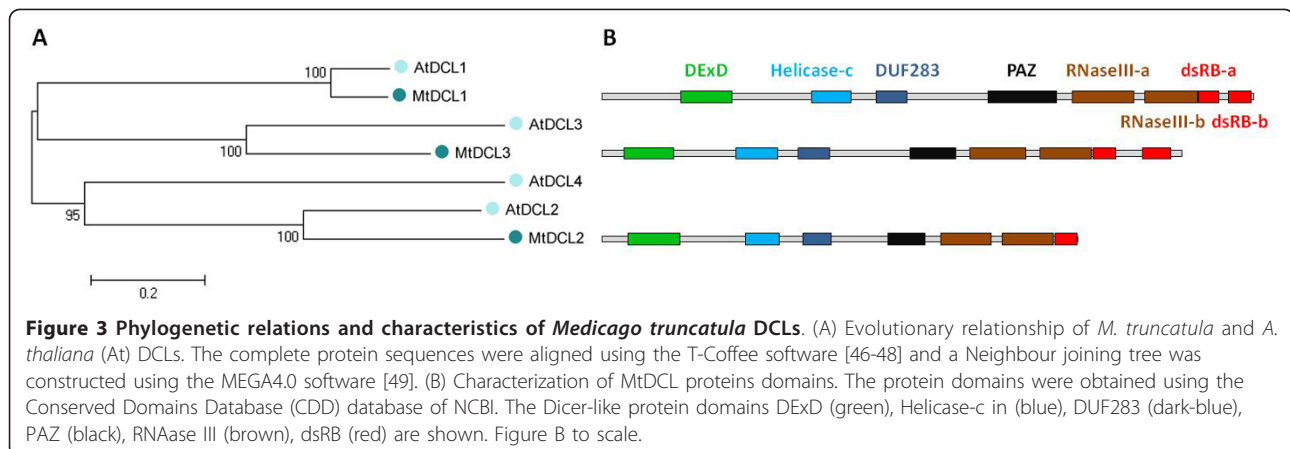 A
B
DExD Helicase-c DUF283 PAZ RNaseIII-a dsRB-a
RNaseIII-b dsRB-b
100 AtDCL1
MtDCL1
AtDCL3
100 MtDCL3
AtDCL4
95
AtDCL2
100 MtDCL2
0.2
Figure 3 Phylogenetic relations and characteristics of Medicago truncatula DCLs. (A) Evolutionary relationship of M. truncatula and A.
thaliana (At) DCLs. The complete protein sequences were aligned using the T-Coffee software [46-48] and a Neighbour joining tree was
constructed using the MEGA4.0 software [49]. (B) Characterization of MtDCL proteins domains. The protein domains were obtained using the
Conserved Domains Database (CDD) database of NCBI. The Dicer-like protein domains DExD (green), Helicase-c in (blue), DUF283 (dark-blue),
PAZ (black), RNAase III (brown), dsRB (red) are shown. Figure B to scale.